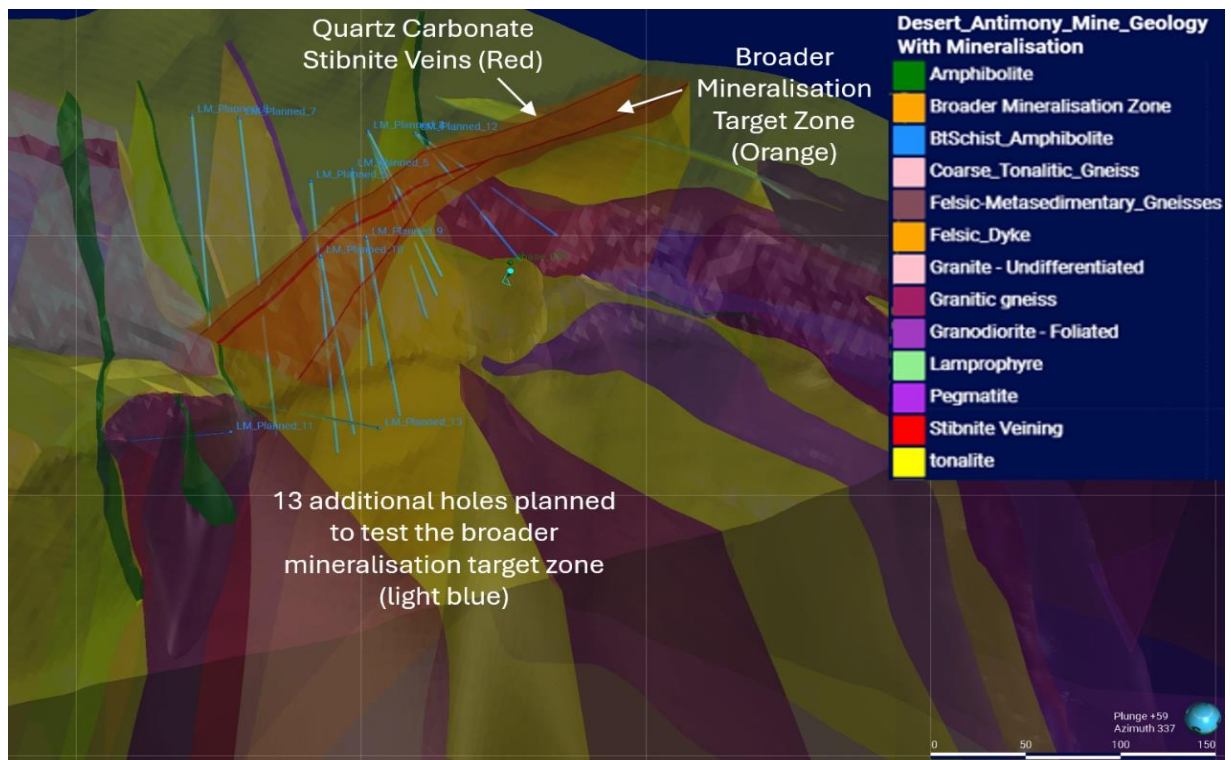 Quartz Carbonate
Stibnite Veins (Red)
Broader
Mineralisation
Target Zone
(Orange)
Desert_Antimony_Mine_Geology
With Mineralisation
Amphibolite
Broader Mineralisation Zone
BtSchist_Amphibolite
Coarse_Tonalitic_Gneiss
Felsic-Metasedimentary_Gneisses
Felsic_Dyke
Granite - Undifferentiated
Granitic gneiss
Granodiorite - Foliated
Lamprophyre
Pegmatite
Stibnite Veining
tonalite
LM_Planned_7
LM_Planned_12
LM_Planned_5
LM_Planned_9
LM_Planned_10
LM_Planned_11
LM_Planned_13
13 additional holes planned
to test the broader
mineralisation target zone
(light blue)
Plunge +59
Azimuth 337
0 50 100 150